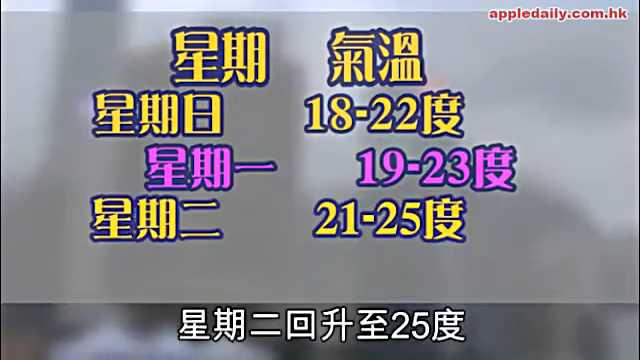 appledaily.com.hk
星期 氣溫
星期日 18-22度
星期一 19-23度
星期二 21-25度
星期二回升至25度